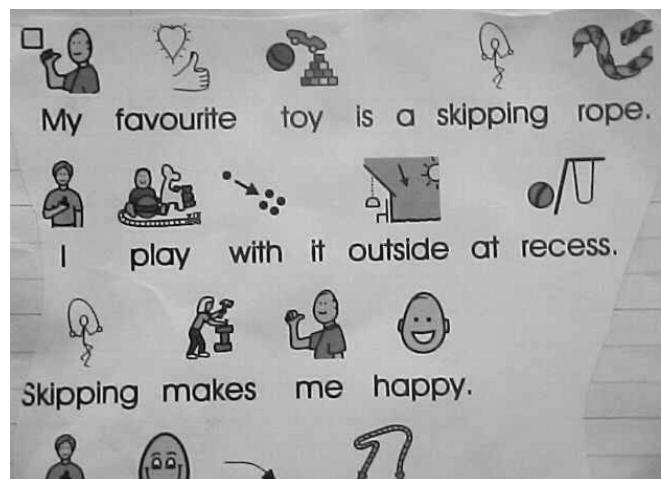 My favourite toy is a skipping rope.
I play with it outside at recess.
Skipping makes me happy.